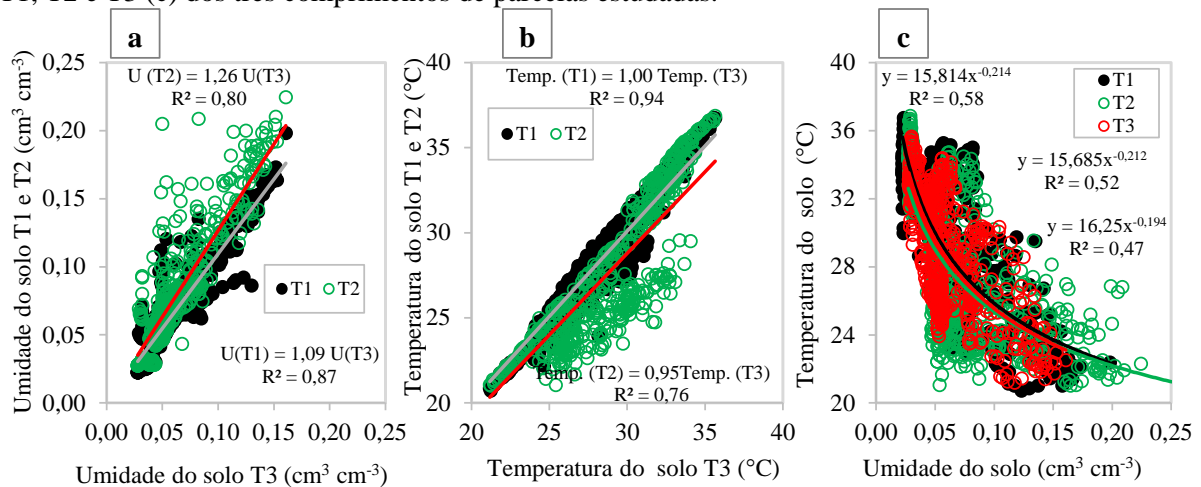 T1, T2 e T3 (c) dos três comprimentos de parcelas estudadas.
a
U (T2) = 1,26 U(T3)
R² = 0,80
U(T1) = 1,09 U(T3)
R² = 0,87
T1 T2
0,25
0,20
0,15
0,10
0,05
0,00
0,00 0,05 0,10 0,15 0,20 0,25
Umidade do solo T1 e T2 (cm³ cm⁻³)
Umidade do solo T3 (cm³ cm⁻³)
b
Temp. (T1) = 1,00 Temp. (T3)
R² = 0,94
T1 T2
Temp. (T2) = 0,95Temp. (T3)
R² = 0,76
40
35
30
25
20
20 25 30 35 40
Temperatura do solo T1 e T2 (°C)
Temperatura do solo T3 (°C)
c
y = 15,814x⁻⁰,²¹⁴
R² = 0,58
T1
T2
T3
y = 15,685x⁻⁰,²¹²
R² = 0,52
y = 16,25x⁻⁰,¹⁹⁴
R² = 0,47
40
36
32
28
24
20
0,00 0,05 0,10 0,15 0,20 0,25
Temperatura do solo (°C)
Umidade do solo (cm³ cm⁻³)